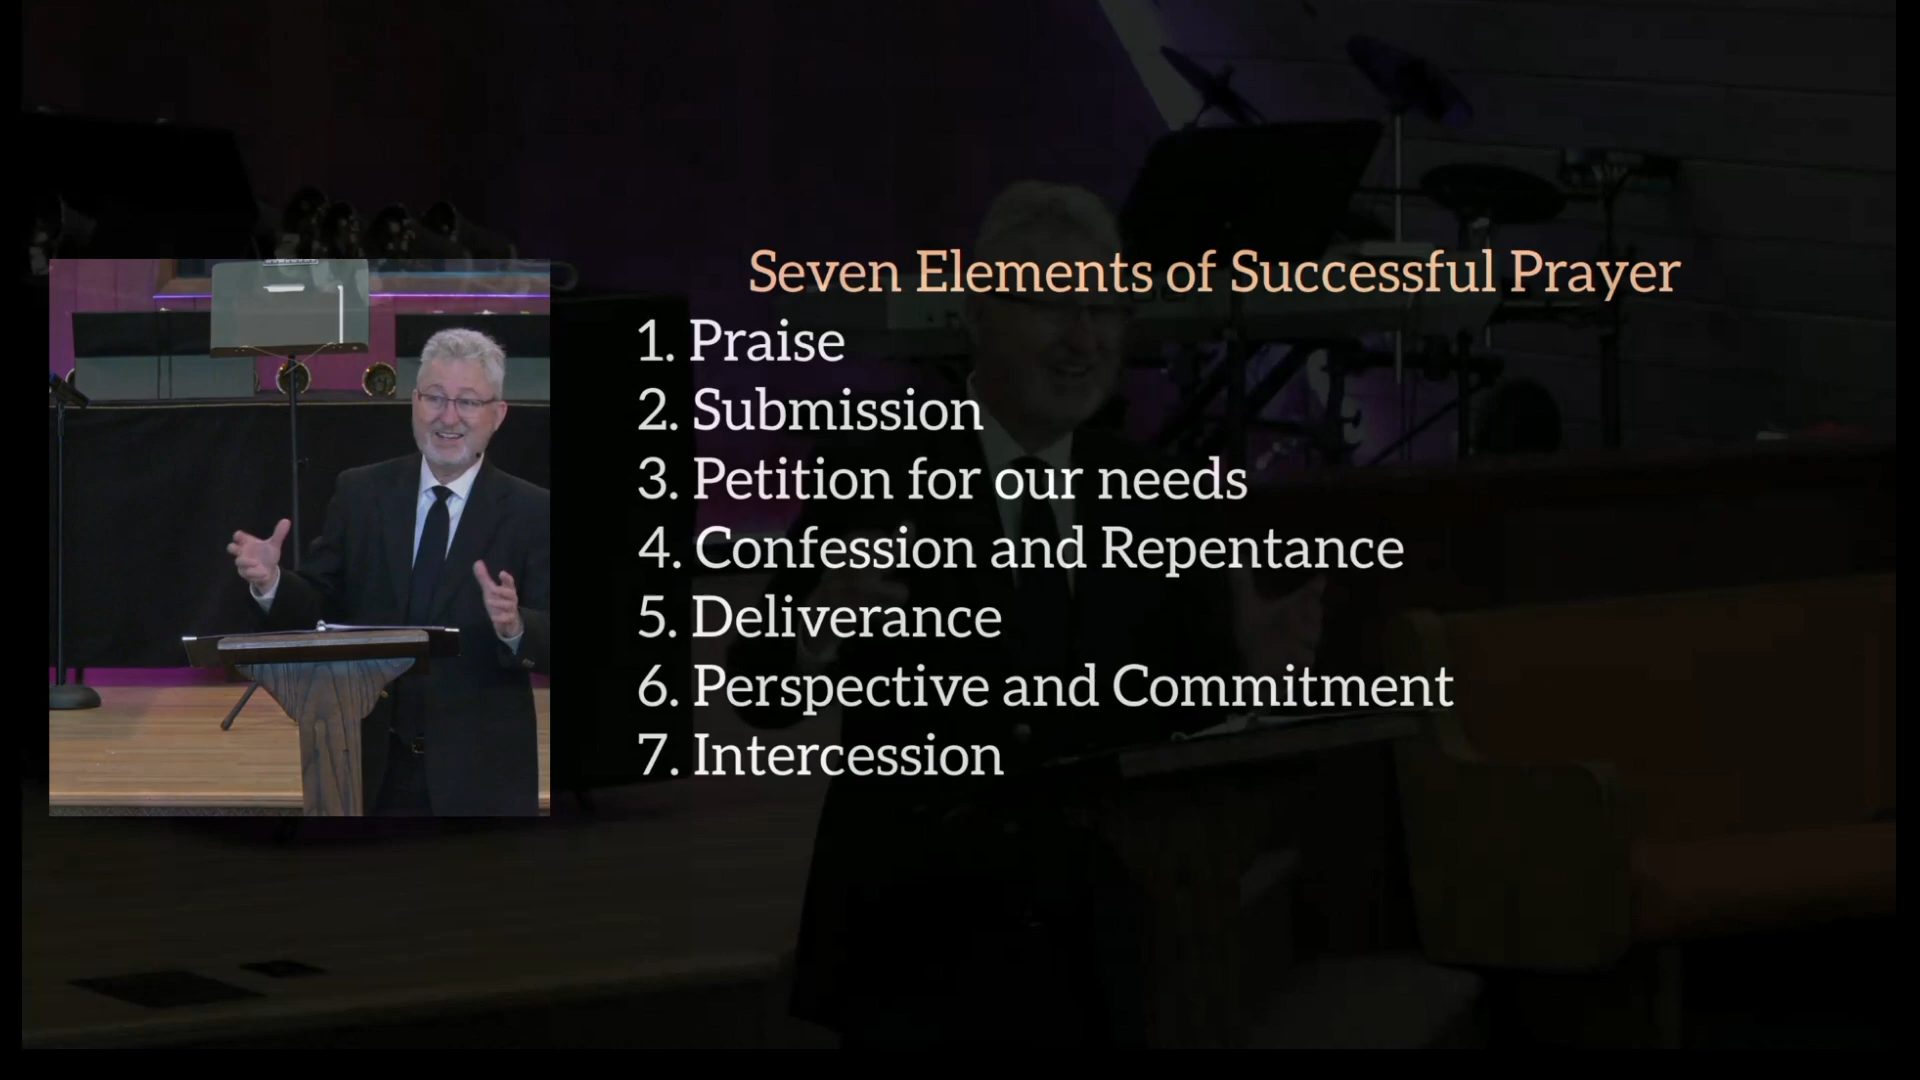 Seven Elements of Successful Prayer
1. Praise
2. Submission
3. Petition for our needs
4. Confession and Repentance
5. Deliverance
6. Perspective and Commitment
7. Intercession